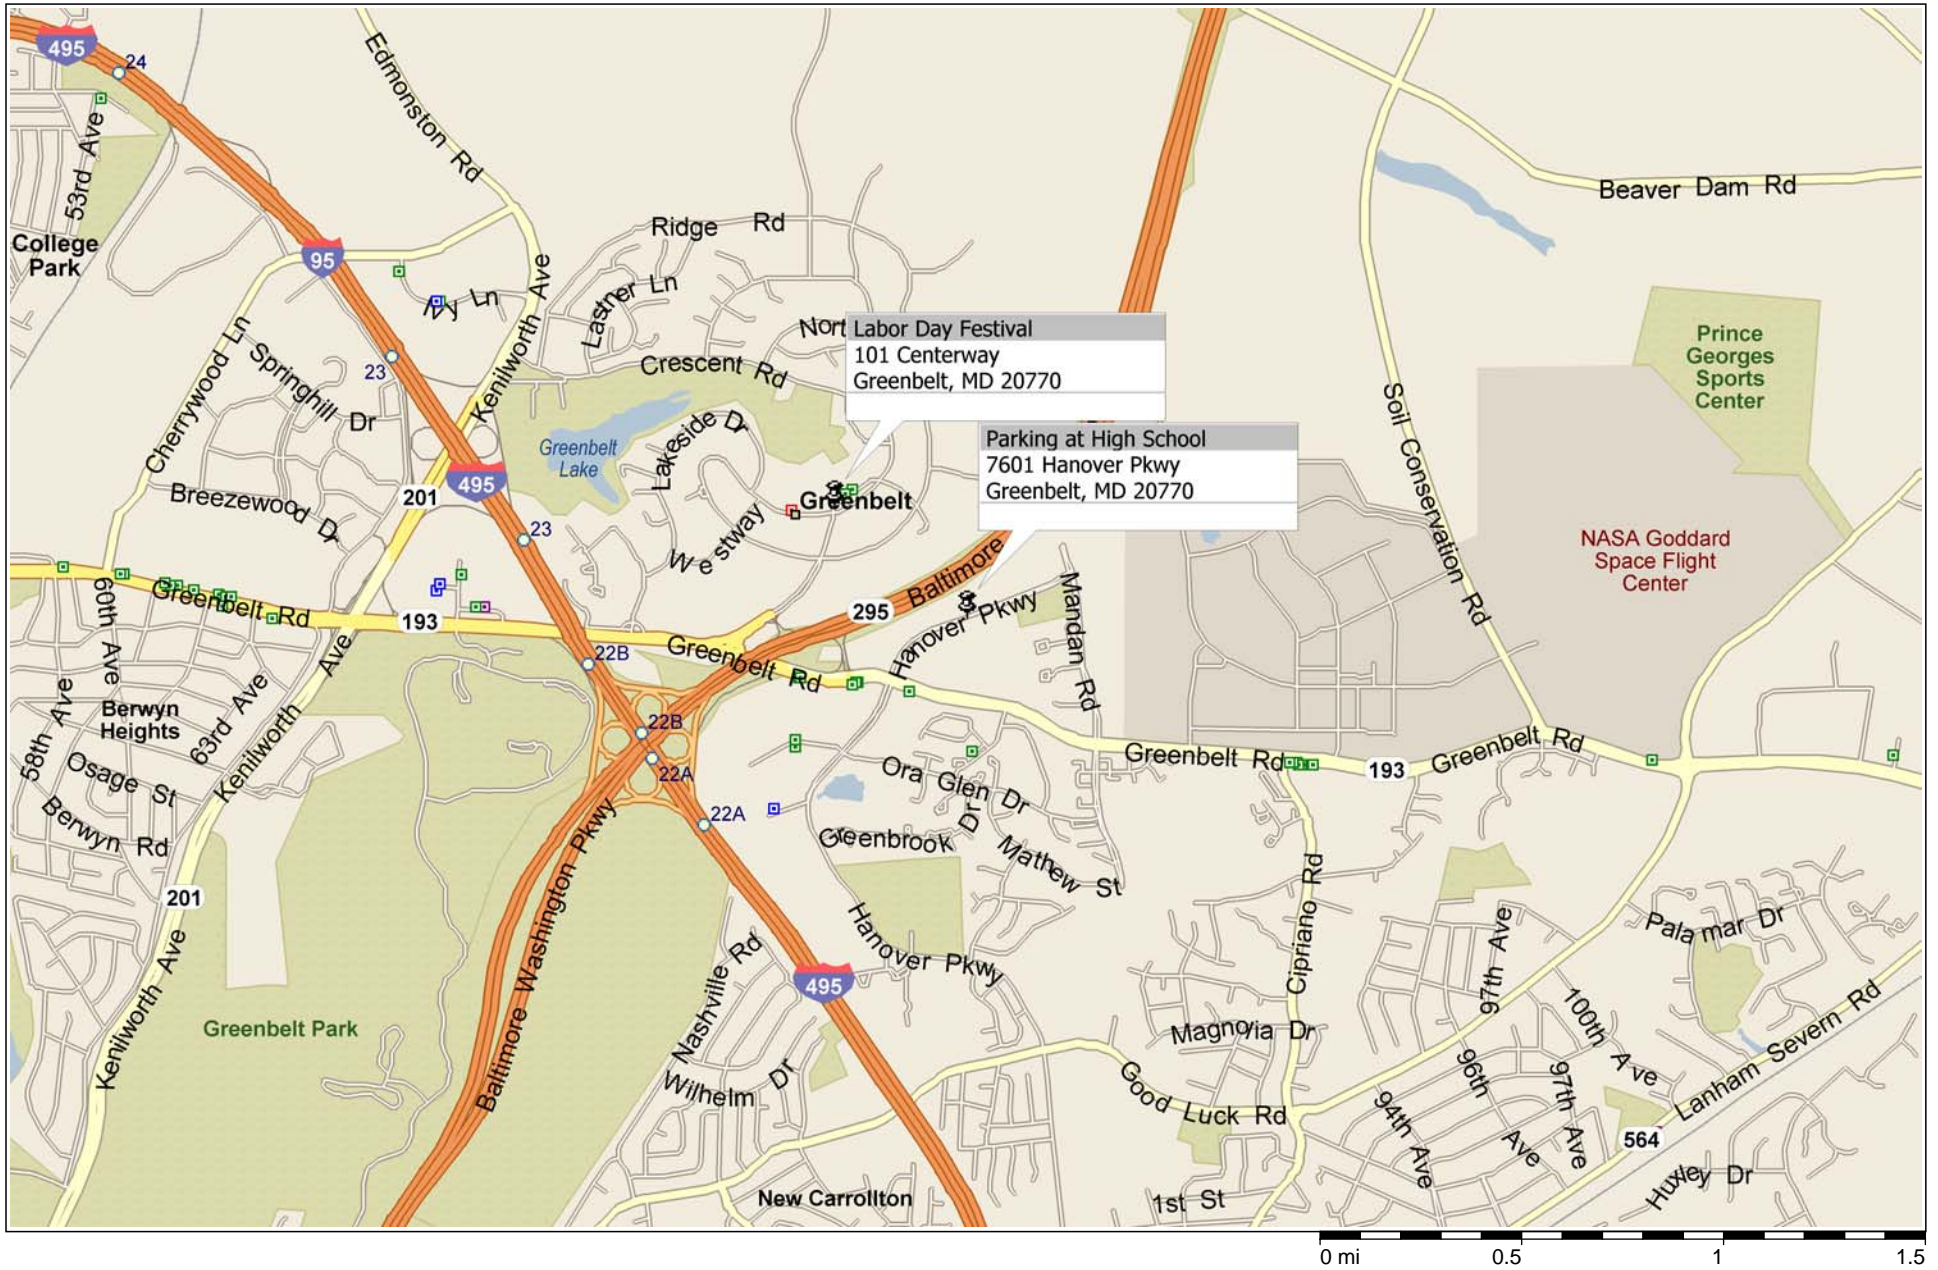 495
24
Edmonston Rd
53rd Ave
College
Park
95
Ivy Ln
Ridge Rd
Lastner Ln
Beaver Dam Rd
Kenilworth Ave
Cherrywood Ln
Springhill Dr
23
Crescent Rd
Nort
Labor Day Festival
101 Centerway
Greenbelt, MD 20770
Prince
Georges
Sports
Center
Soil Conservation Rd
Parking at High School
7601 Hanover Pkwy
Greenbelt, MD 20770
Greenbelt
Lake
Lakeside Dr
Westway
Greenbelt
201
495
Breezewood Dr
23
NASA Goddard
Space Flight
Center
Greenbelt Rd
193
60th Ave
295
Baltimore
Hanover Pkwy
Mandan Rd
22B
Greenbelt Rd
58th Ave
Berwyn
Heights
63rd Ave
Kenilworth Ave
22B
22A
22A
Osage St
Berwyn Rd
Greenbelt Rd
193
Greenbelt Rd
Ora Glen Dr
Greenbrook Dr
Mathew St
201
Kenilworth Ave
Baltimore Washington Pkwy
Hanover Pkwy
Cipriano Rd
97th Ave
Palamar Dr
Nashville Rd
495
Greenbelt Park
Wilhelm Dr
Magnolia Dr
100th Ave
Lanham Severn Rd
Good Luck Rd
96th Ave
97th Ave
94th Ave
564
Huxley Dr
New Carrollton
1st St
0 mi 0.5 1 1.5